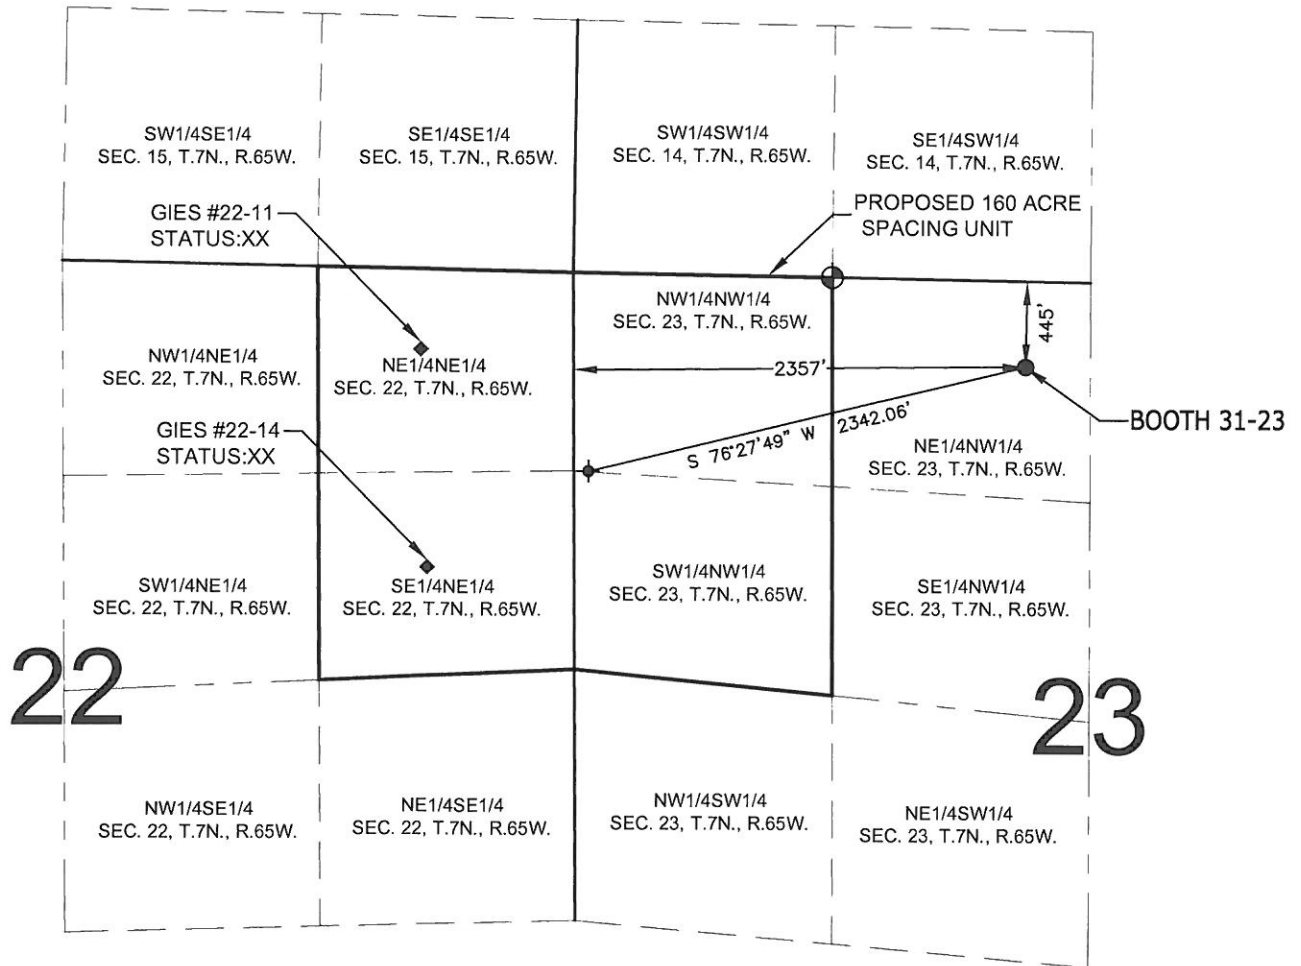 SW1/4SE1/4
SEC. 15, T.7N., R.65W.
SE1/4SE1/4
SEC. 15, T.7N., R.65W.
SW1/4SW1/4
SEC. 14, T.7N., R.65W.
SE1/4SW1/4
SEC. 14, T.7N., R.65W.
GIES #22-11
STATUS:XX
PROPOSED 160 ACRE
SPACING UNIT
NW1/4NE1/4
SEC. 22, T.7N., R.65W.
NE1/4NE1/4
SEC. 22, T.7N., R.65W.
NW1/4NW1/4
SEC. 23, T.7N., R.65W.
445'
2357'
BOOTH 31-23
S 76°27'49" W 2342.06'
GIES #22-14
STATUS:XX
NE1/4NW1/4
SEC. 23, T.7N., R.65W.
SW1/4NE1/4
SEC. 22, T.7N., R.65W.
SE1/4NE1/4
SEC. 22, T.7N., R.65W.
SW1/4NW1/4
SEC. 23, T.7N., R.65W.
SE1/4NW1/4
SEC. 23, T.7N., R.65W.
22
23
NW1/4SE1/4
SEC. 22, T.7N., R.65W.
NE1/4SE1/4
SEC. 22, T.7N., R.65W.
NW1/4SW1/4
SEC. 23, T.7N., R.65W.
NE1/4SW1/4
SEC. 23, T.7N., R.65W.